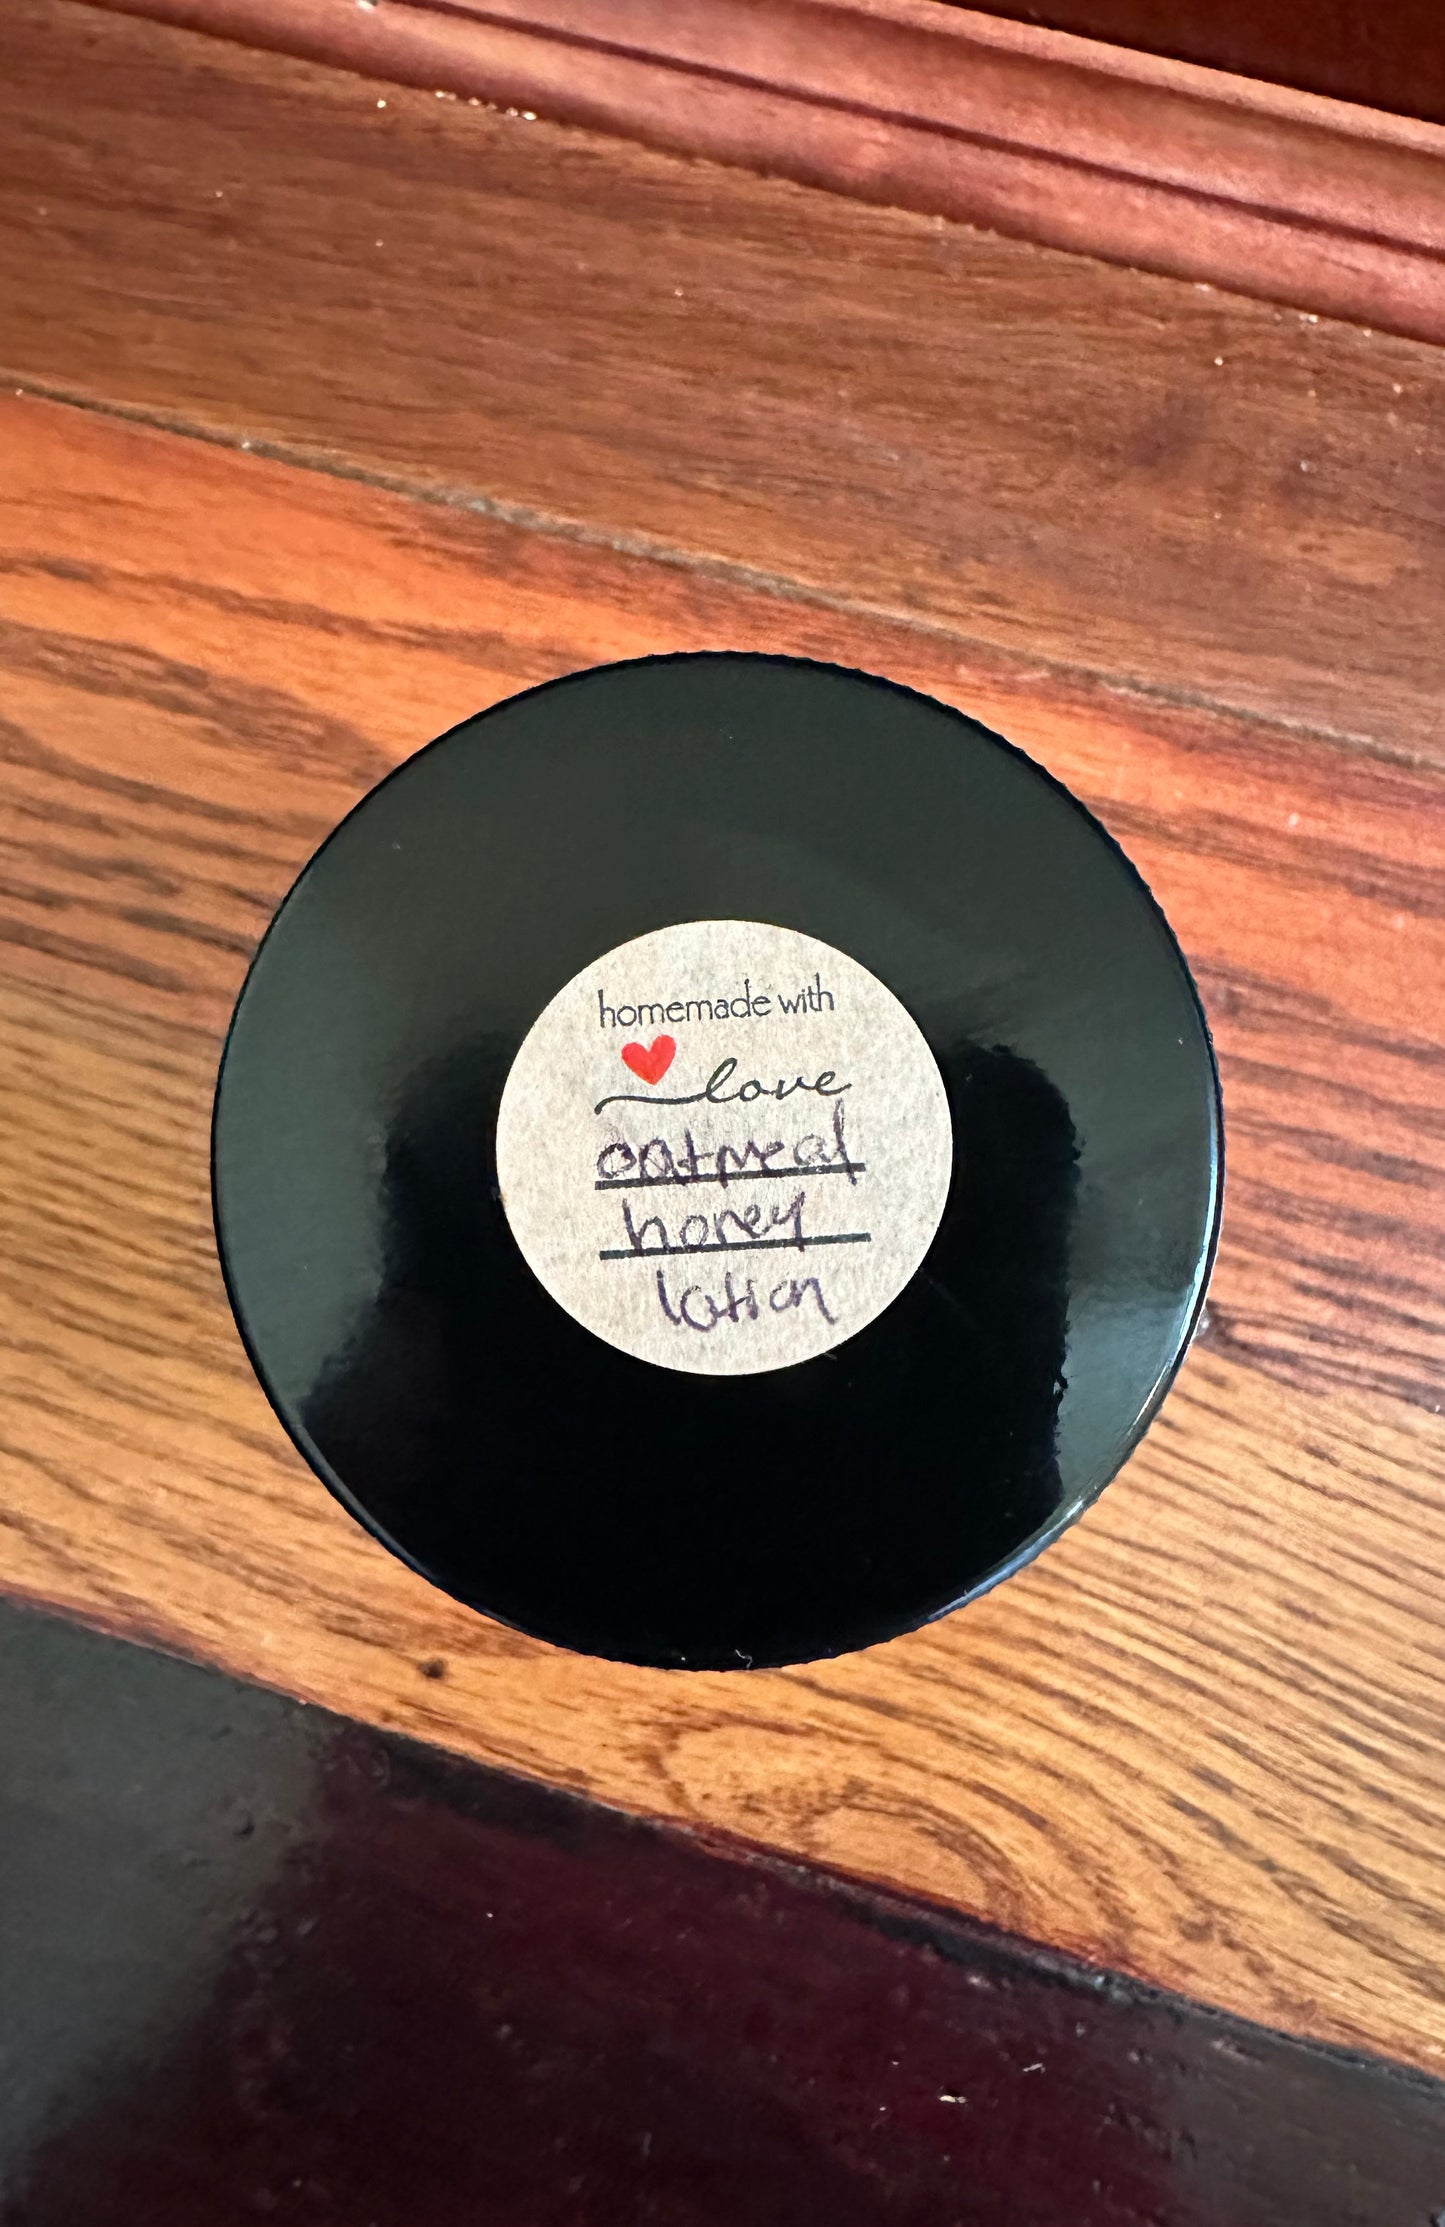 homemade with
love
oatmeal
honey
lotion